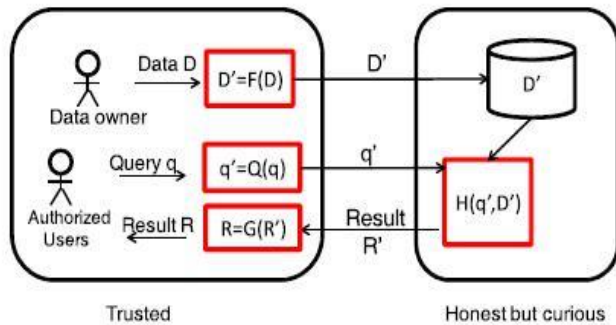 Data D
D'=F(D)
D'
D'
Data owner
Query q
q'=Q(q)
q'
H(q',D')
Authorized
Users
Result R
R=G(R')
Result
R'
Trusted
Honest but curious